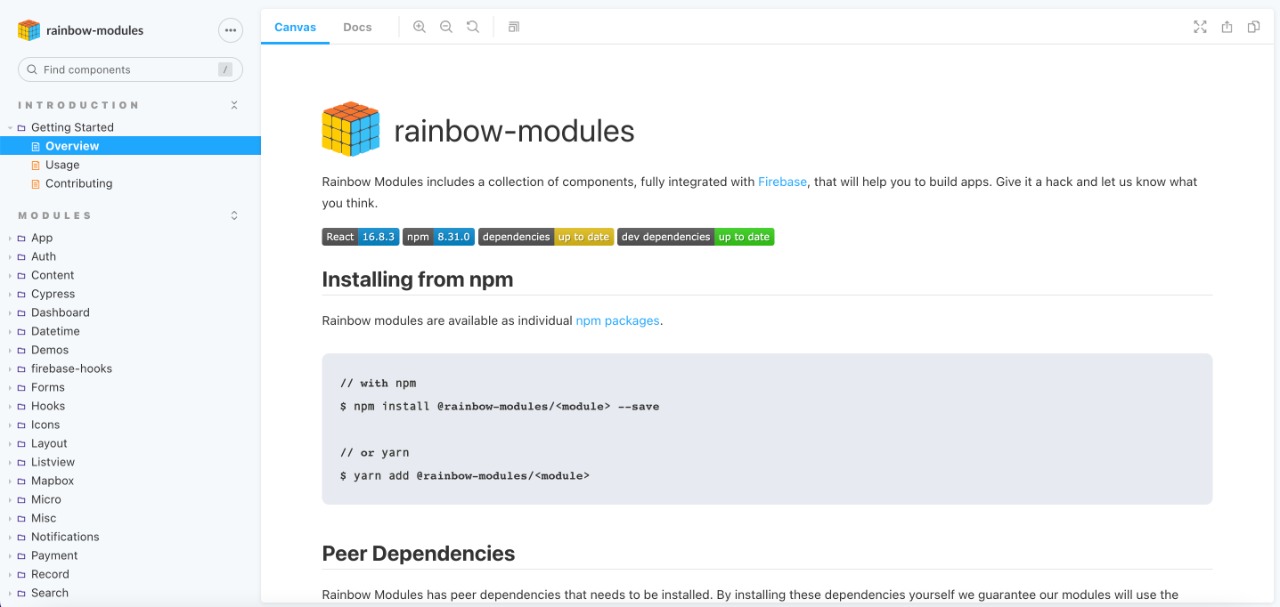 rainbow-modules
Find components
/
INTRODUCTION
Getting Started
Overview
Usage
Contributing
MODULES
App
Auth
Content
Cypress
Dashboard
Datetime
Demos
firebase-hooks
Forms
Hooks
Icons
Layout
Listview
Mapbox
Micro
Misc
Notifications
Payment
Record
Search
Canvas Docs
rainbow-modules
Rainbow Modules includes a collection of components, fully integrated with Firebase, that will help you to build apps. Give it a hack and let us know what
you think.
React 16.8.3 npm 8.31.0 dependencies up to date dev dependencies up to date
Installing from npm
Rainbow modules are available as individual npm packages.
// with npm
$ npm install @rainbow-modules/<module> --save
// or yarn
$ yarn add @rainbow-modules/<module>
Peer Dependencies
Rainbow Modules has peer dependencies that needs to be installed. By installing these dependencies yourself we guarantee our modules will use the